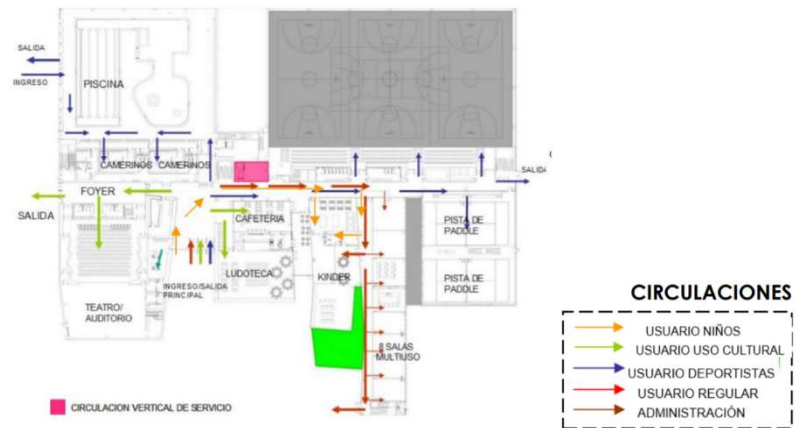 SALIDA
INGRESO
PISCINA
CAMERINOS
CAMERINOS
SALIDA
FOYER
SALIDA
CAFETERIA
PISTA DE
PADDLE
LUDOTECA
KINDER
PISTA DE
PADDLE
INGRESO/SALIDA
PRINCIPAL
TEATRO/
AUDITORIO
8 SALAS
MULTIUSO
CIRCULACION VERTICAL DE SERVICIO
CIRCULACIONES
USUARIO NIÑOS
USUARIO USO CULTURAL
USUARIO DEPORTISTAS
USUARIO REGULAR
ADMINISTRACIÓN